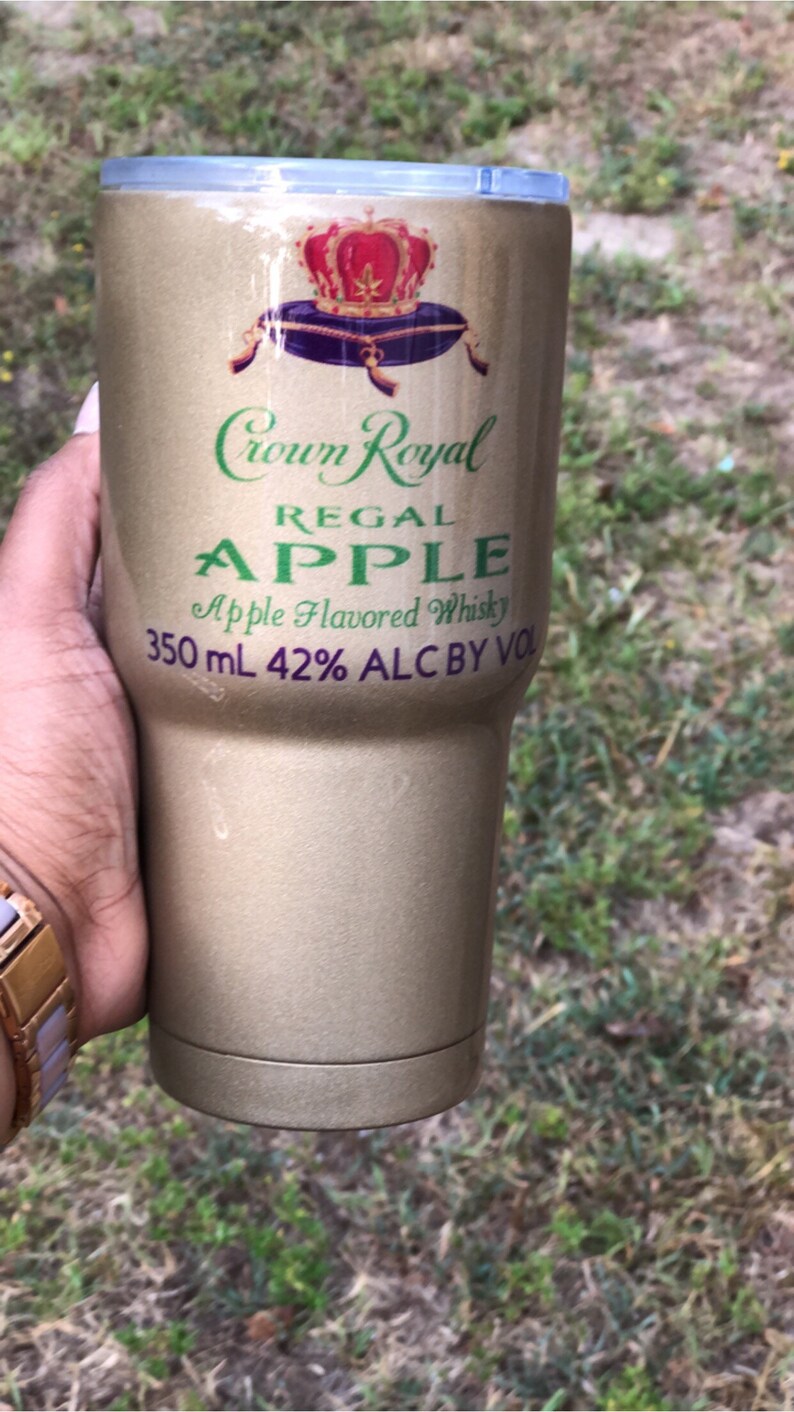 Crown Royal
REGAL
APPLE
Apple Flavored Whisky
350 mL 42% ALC BY VOL